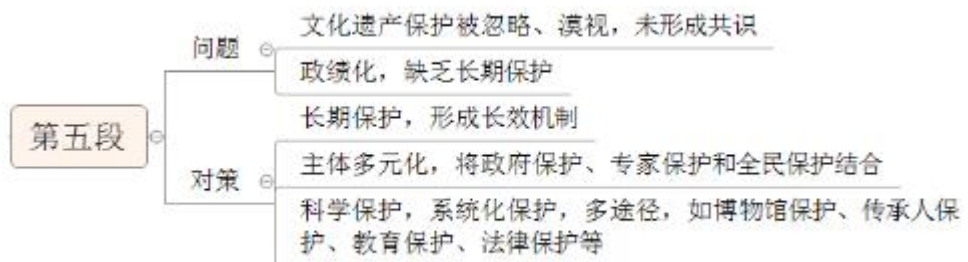 第五段
问题
文化遗产保护被忽略、漠视，未形成共识
政绩化，缺乏长期保护
对策
长期保护，形成长效机制
主体多元化，将政府保护、专家保护和全民保护结合
科学保护，系统化保护，多途径，如博物馆保护、传承人保
护、教育保护、法律保护等